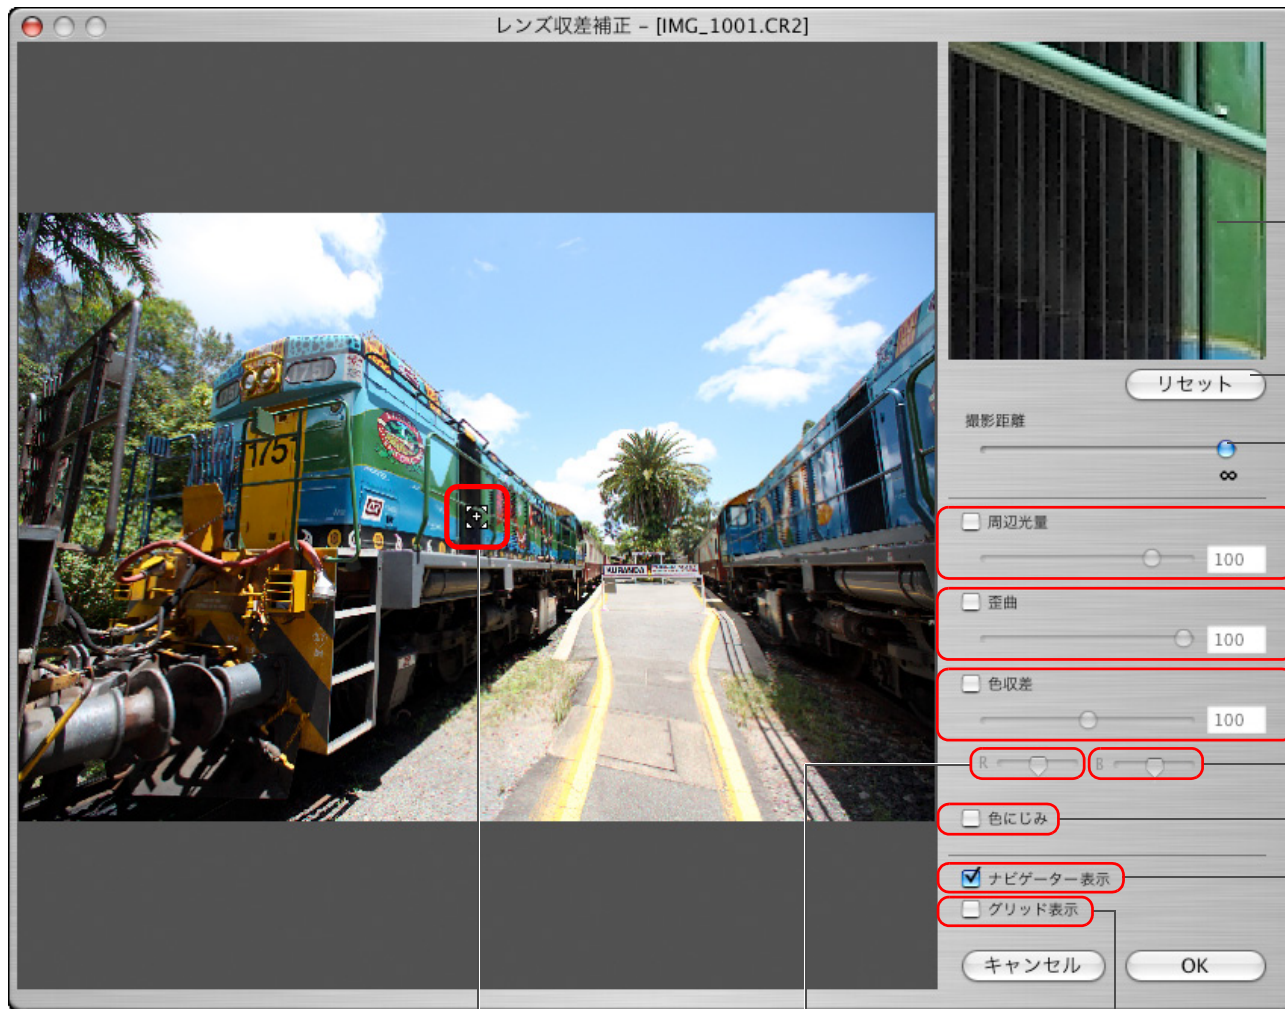 レンズ収差補正 – [IMG_1001.CR2]
リセット
撮影距離
∞
周辺光量
100
歪曲
100
色収差
100
R B
色にじみ
ナビゲーター表示
グリッド表示
キャンセル OK
1751
175
KURANDA